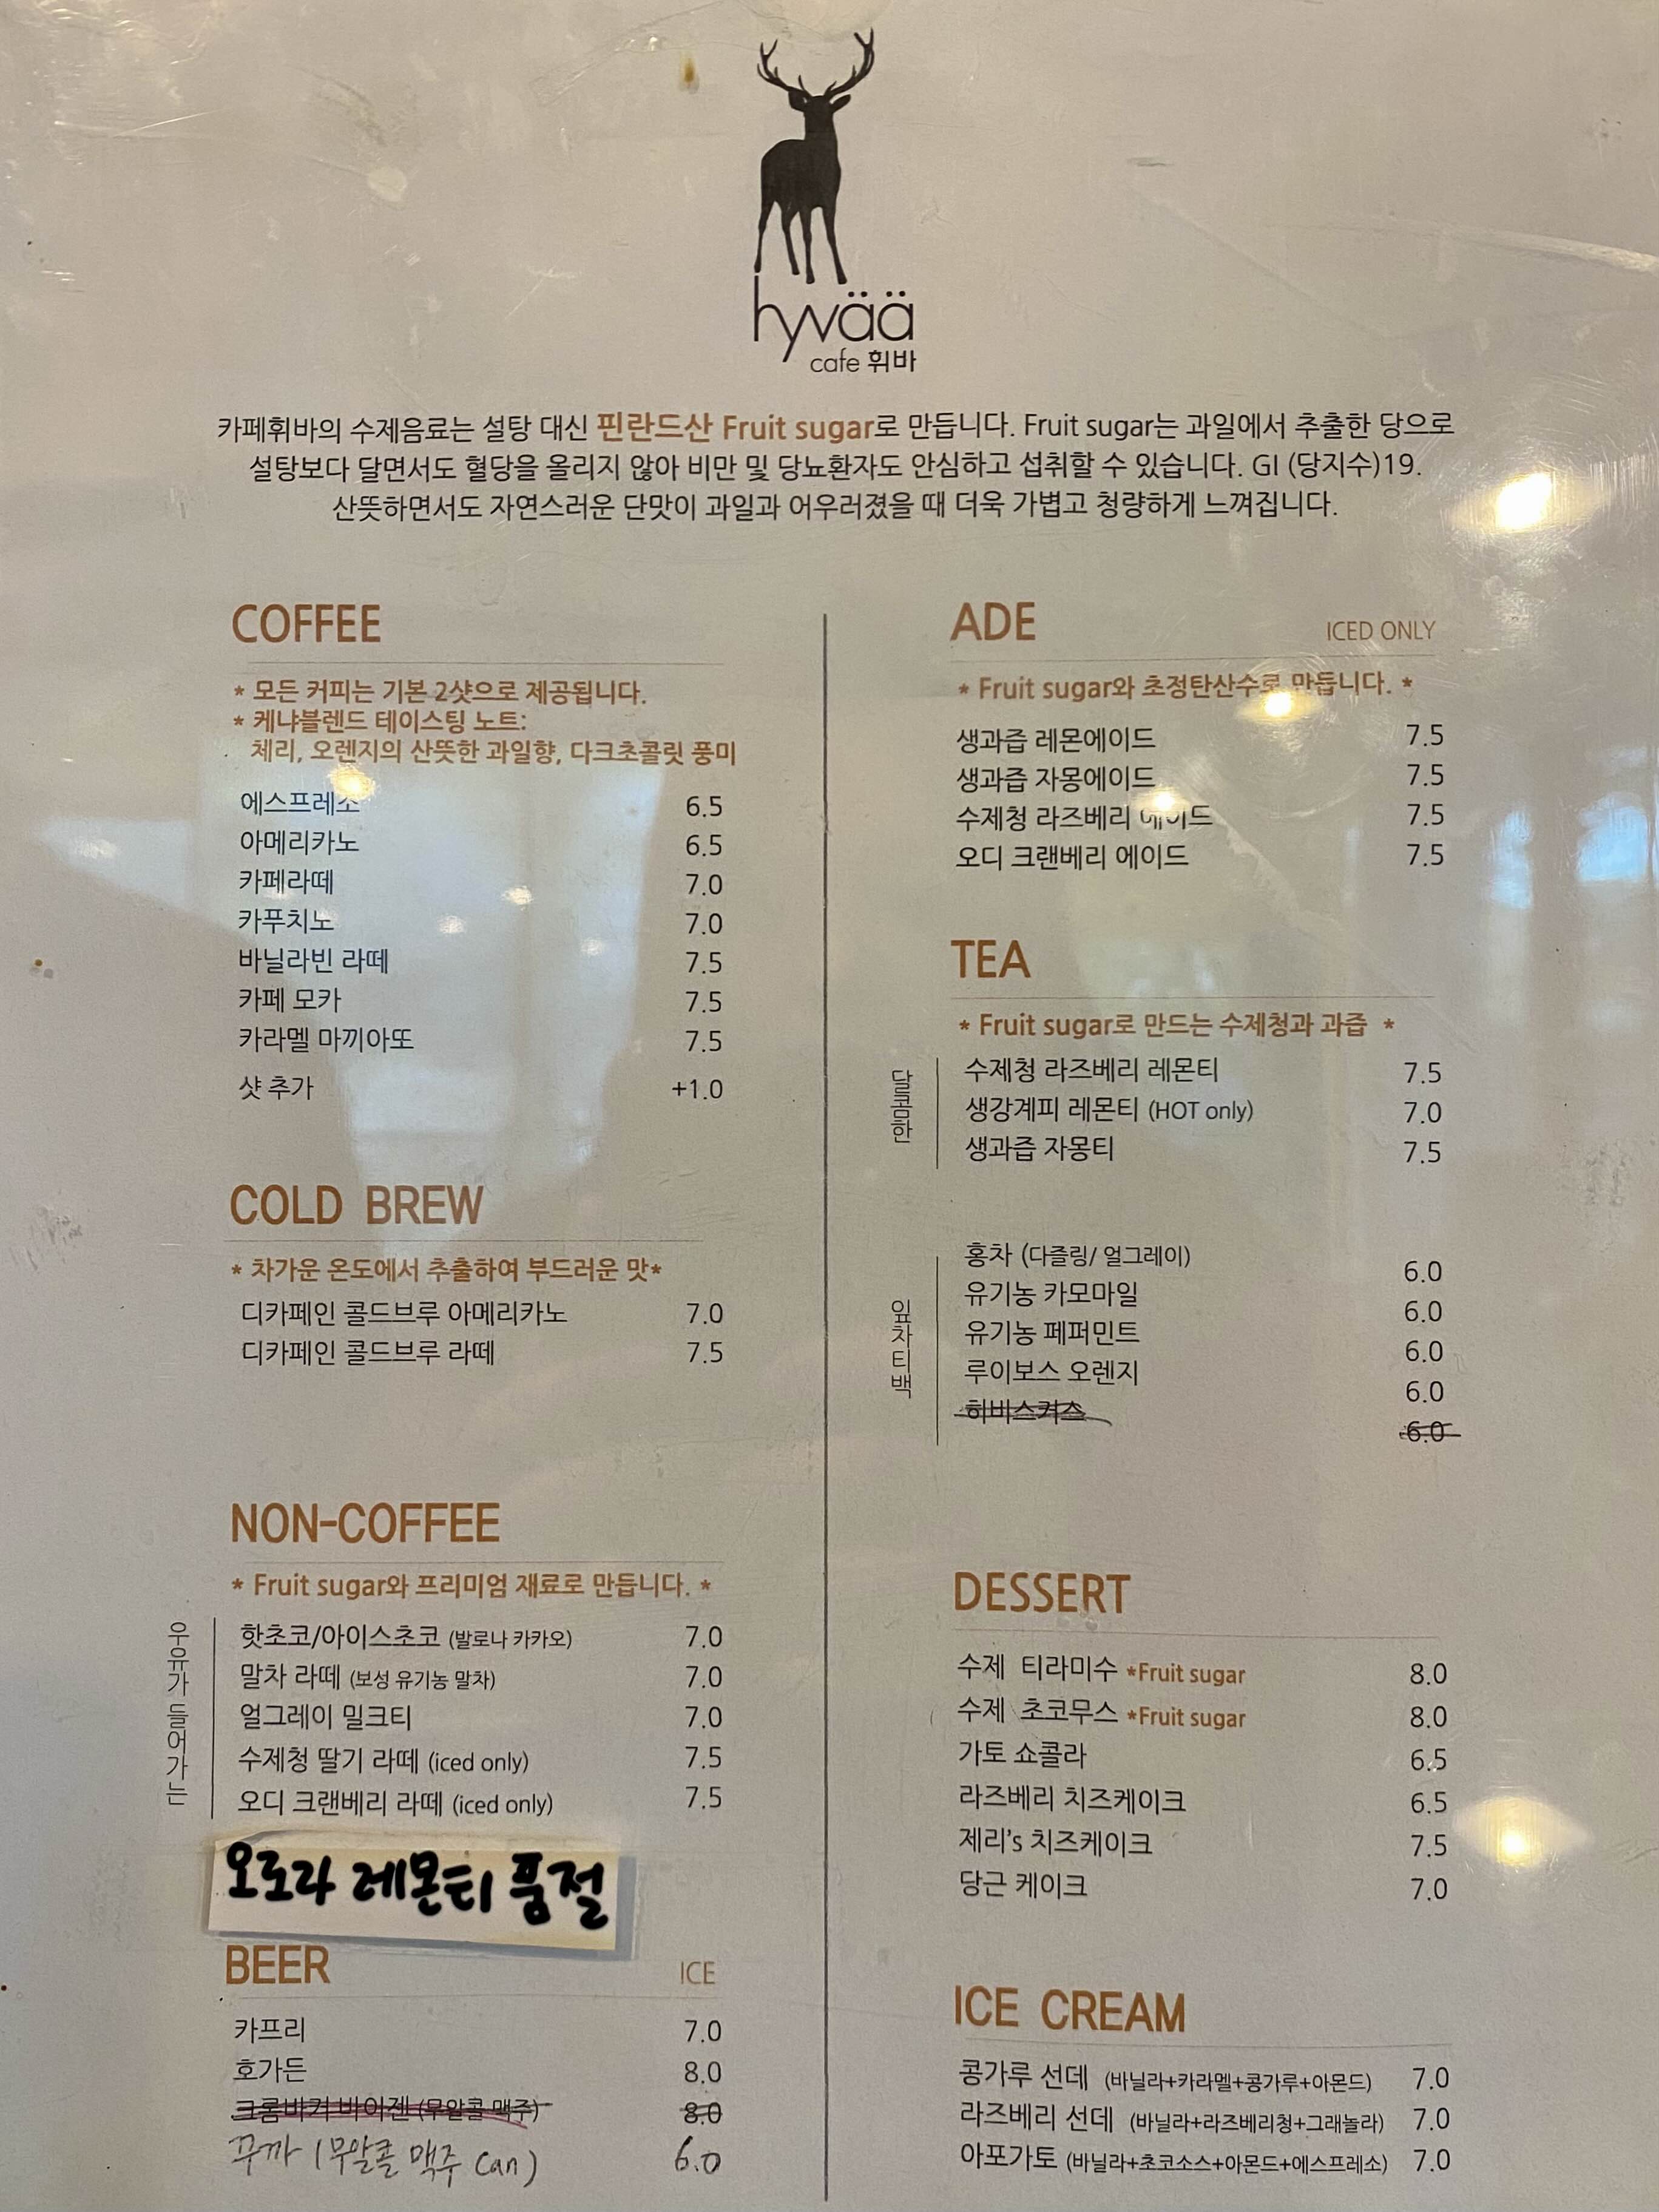 hyvää
cafe 휘바
카페휘바의 수제음료는 설탕 대신 핀란드산 Fruit sugar로 만듭니다. Fruit sugar는 과일에서 추출한 당으로
설탕보다 달면서도 혈당을 올리지 않아 비만 및 당뇨환자도 안심하고 섭취할 수 있습니다. GI (당지수)19.
산뜻하면서도 자연스러운 단맛이 과일과 어우러졌을 때 더욱 가볍고 청량하게 느껴집니다.
COFFEE
* 모든 커피는 기본 2샷으로 제공됩니다.
* 케냐블렌드 테이스팅 노트:
체리, 오렌지의 산뜻한 과일향, 다크초콜릿 풍미
에스프레소 6.5
아메리카노 6.5
카페라떼 7.0
카푸치노 7.0
바닐라빈 라떼 7.5
카페 모카 7.5
카라멜 마끼아또 7.5
샷 추가 +1.0
COLD BREW
* 차가운 온도에서 추출하여 부드러운 맛*
디카페인 콜드브루 아메리카노 7.0
디카페인 콜드브루 라떼 7.5
NON-COFFEE
* Fruit sugar와 프리미엄 재료로 만듭니다. *
우유가 들어가는
핫초코/아이스초코 (발로나 카카오) 7.0
말차 라떼 (보성 유기농 말차) 7.0
얼그레이 밀크티 7.0
수제청 딸기 라떼 (iced only) 7.5
오디 크랜베리 라떼 (iced only) 7.5
오로라 레몬티 품절
BEER ICE
카프리 7.0
호가든 8.0
크롬바커 바이젠 (무알콜 맥주) 8.0
꾸까 (무알콜 맥주 can) 6.0
ADE ICED ONLY
* Fruit sugar와 초정탄산수로 만듭니다. *
생과즙 레몬에이드 7.5
생과즙 자몽에이드 7.5
수제청 라즈베리 에이드 7.5
오디 크랜베리 에이드 7.5
TEA
* Fruit sugar로 만드는 수제청과 과즙 *
달콤한
수제청 라즈베리 레몬티 7.5
생강계피 레몬티 (HOT only) 7.0
생과즙 자몽티 7.5
잎차티백
홍차 (다즐링/ 얼그레이) 6.0
유기농 카모마일 6.0
유기농 페퍼민트 6.0
루이보스 오렌지 6.0
히비스커스 6.0
DESSERT
수제 티라미수 *Fruit sugar 8.0
수제 초코무스 *Fruit sugar 8.0
가토 쇼콜라 6.5
라즈베리 치즈케이크 6.5
제리's 치즈케이크 7.5
당근 케이크 7.0
ICE CREAM
콩가루 선데 (바닐라+카라멜+콩가루+아몬드) 7.0
라즈베리 선데 (바닐라+라즈베리청+그래놀라) 7.0
아포가토 (바닐라+초코소스+아몬드+에스프레소) 7.0